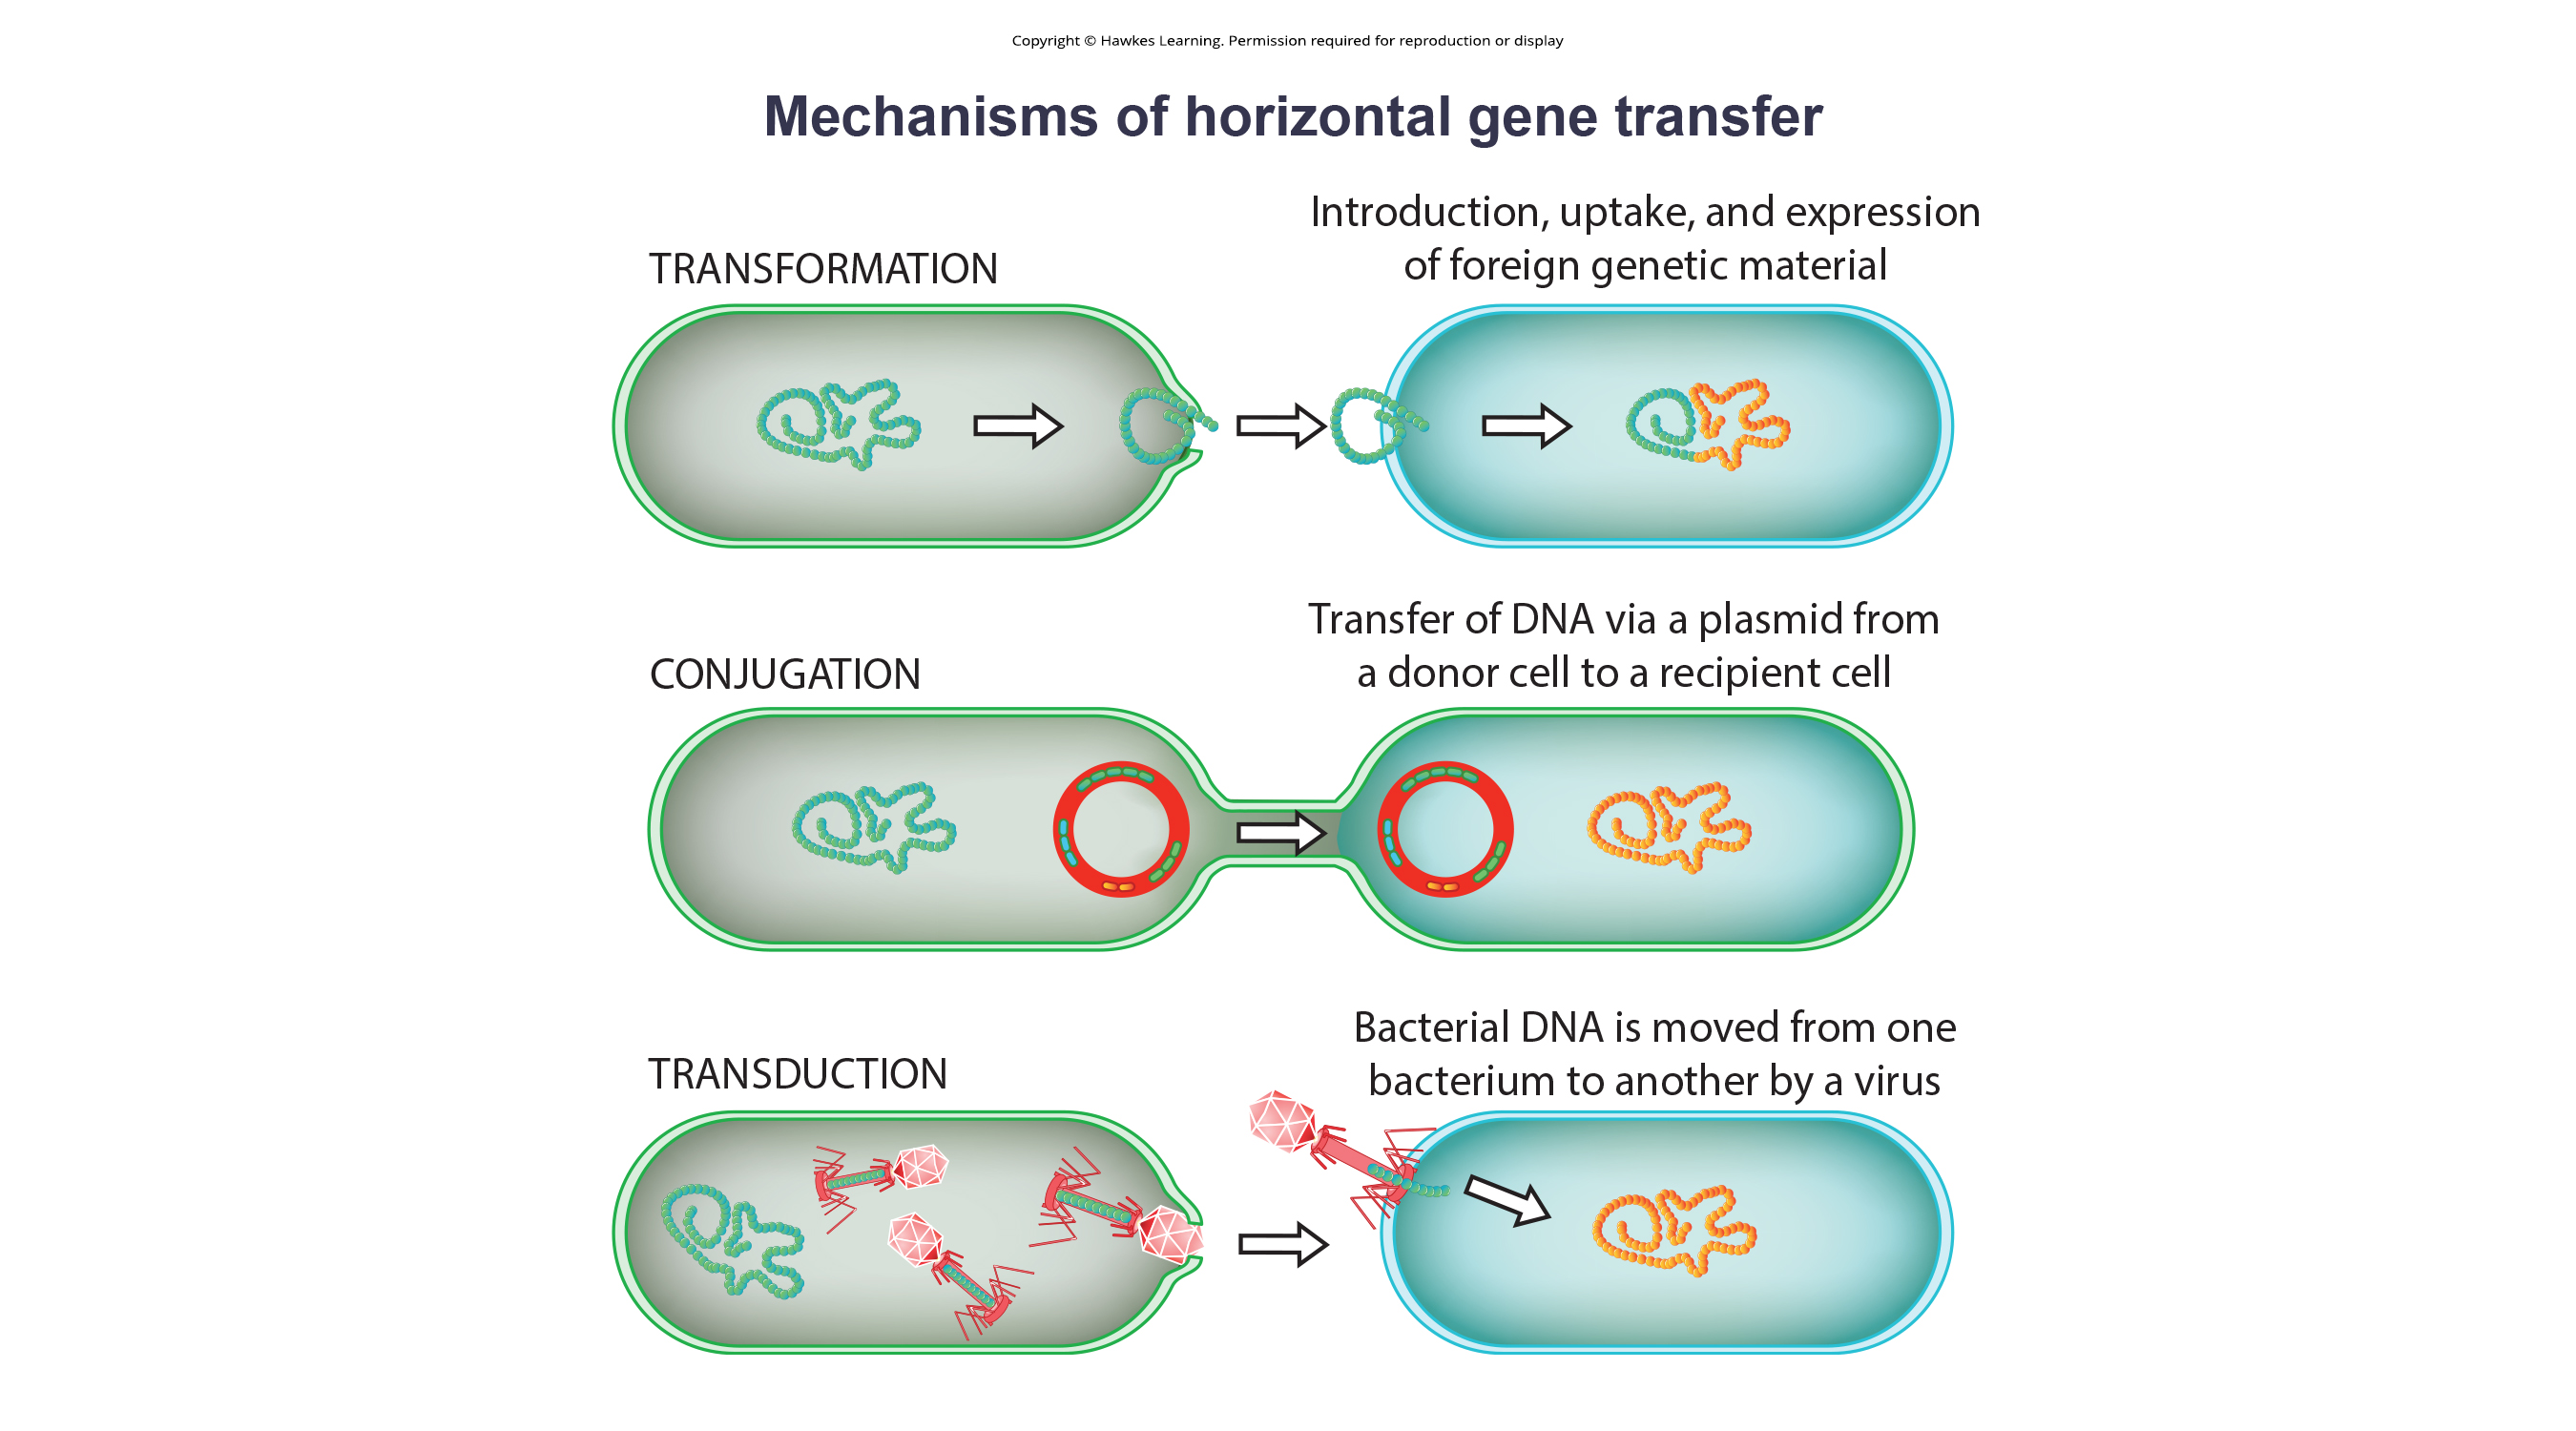 Copyright © Hawkes Learning. Permission required for reproduction or display
Mechanisms of horizontal gene transfer
TRANSFORMATION
Introduction, uptake, and expression
of foreign genetic material
CONJUGATION
Transfer of DNA via a plasmid from
a donor cell to a recipient cell
TRANSDUCTION
Bacterial DNA is moved from one
bacterium to another by a virus